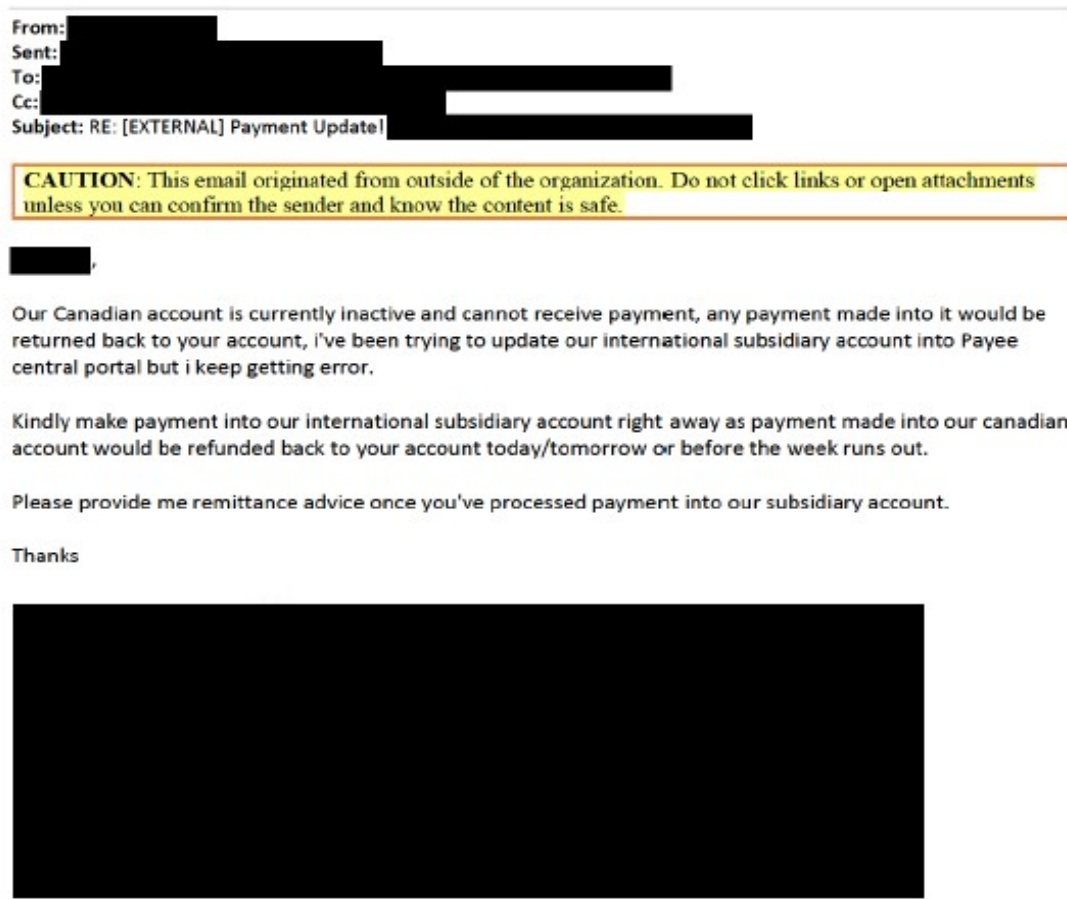 From:
Sent:
To:
Cc:
Subject: RE: [EXTERNAL] Payment Update!
CAUTION: This email originated from outside of the organization. Do not click links or open attachments
unless you can confirm the sender and know the content is safe.
,
Our Canadian account is currently inactive and cannot receive payment, any payment made into it would be
returned back to your account, i've been trying to update our international subsidiary account into Payee
central portal but i keep getting error.
Kindly make payment into our international subsidiary account right away as payment made into our canadian
account would be refunded back to your account today/tomorrow or before the week runs out.
Please provide me remittance advice once you've processed payment into our subsidiary account.
Thanks